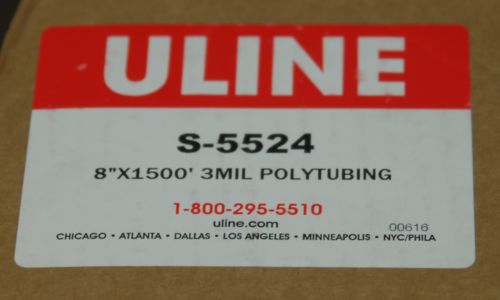 ULINE
S-5524
8"X1500' 3MIL POLYTUBING
1-800-295-5510
uline.com
00616
CHICAGO • ATLANTA • DALLAS • LOS ANGELES • MINNEAPOLIS • NYC/PHILA